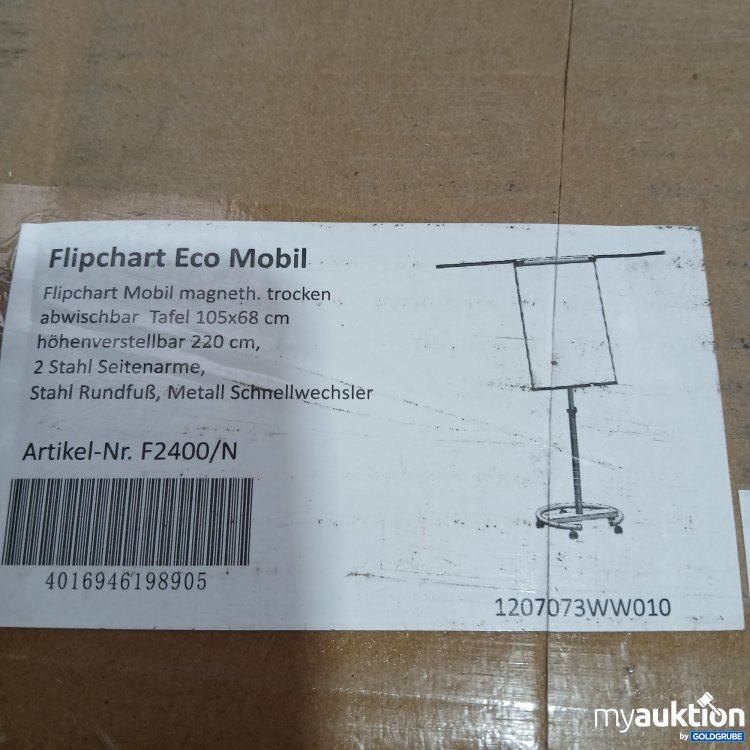 Flipchart Eco Mobil
Flipchart Mobil magneth. trocken
abwischbar Tafel 105x68 cm
höhenverstellbar 220 cm,
2 Stahl Seitenarme,
Stahl Rundfuß, Metall Schnellwechsler
Artikel-Nr. F2400/N
4016946198905
1207073WW010
myauktion
by GOLDGRUBE